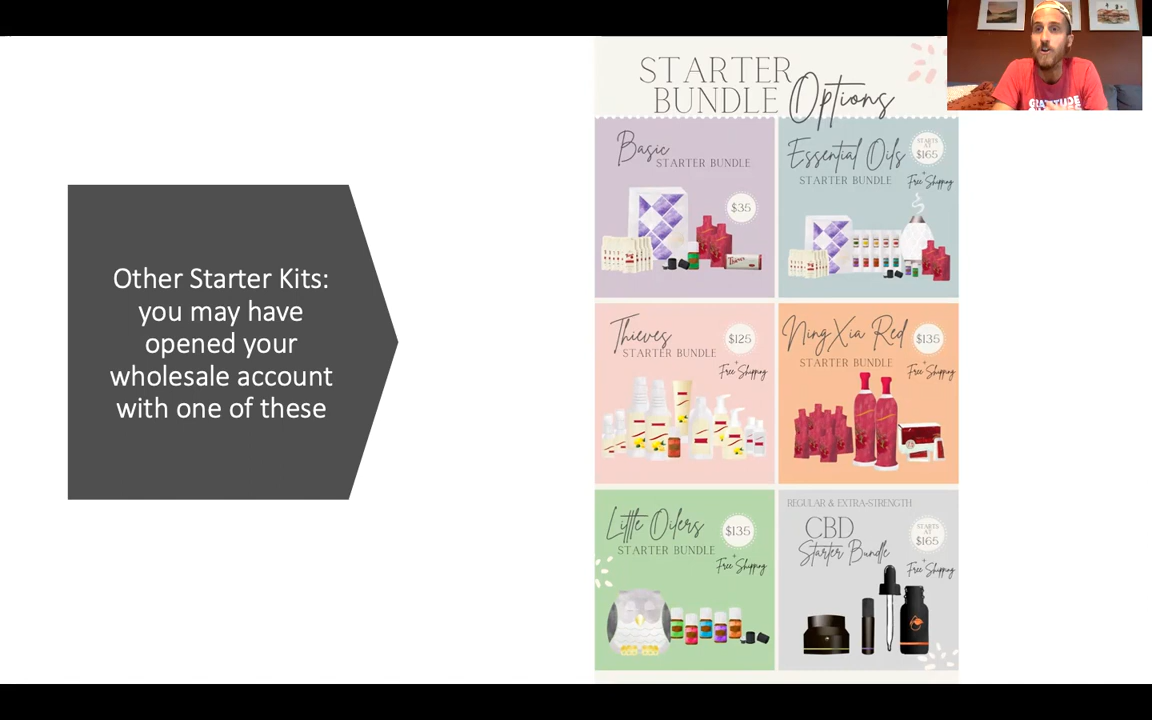 Other Starter Kits:
you may have
opened your
wholesale account
with one of these
STARTER
BUNDLE Options
Basic
STARTER BUNDLE
$35
Thieves
Essential Oils
STARTER BUNDLE
STARTS
AT
$165
+
Free Shipping
Thieves
STARTER BUNDLE
$125
+
Free Shipping
NingXia Red
STARTER BUNDLE
$135
+
Free Shipping
Little Oilers
STARTER BUNDLE
$135
+
Free Shipping
REGULAR & EXTRA-STRENGTH
CBD
Starter Bundle
STARTS
AT
$165
+
Free Shipping
GRATITUDE